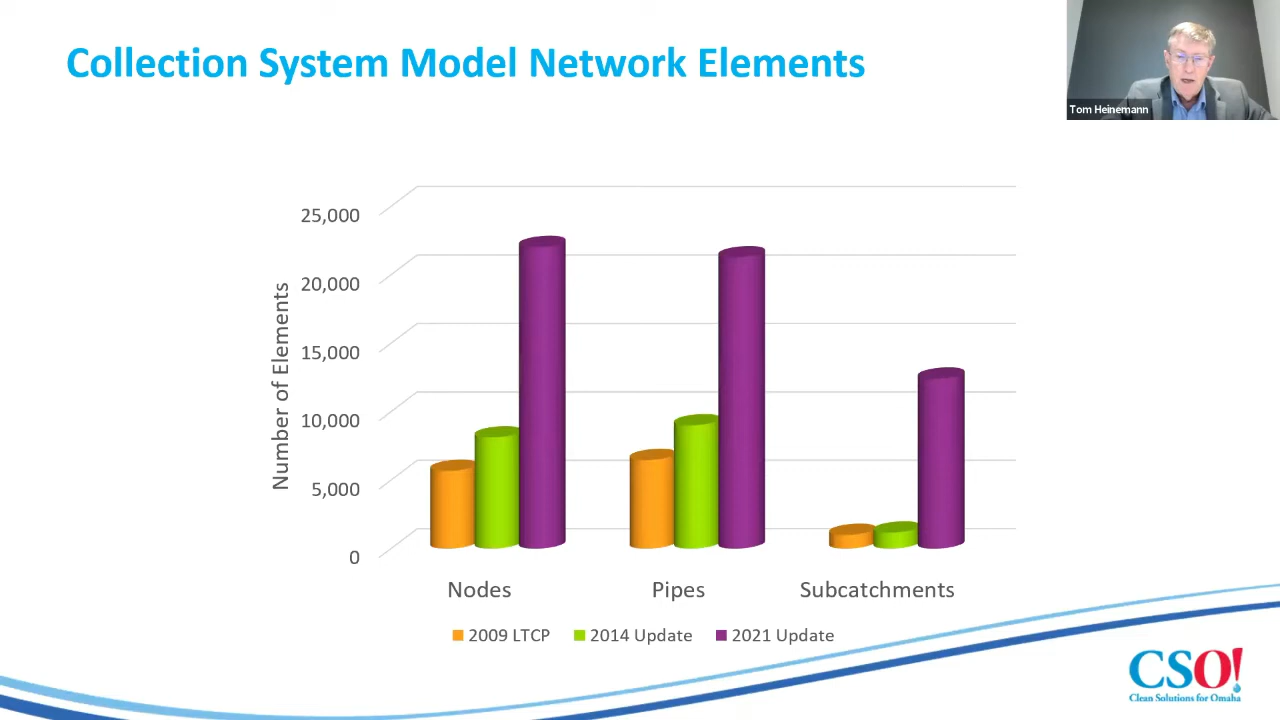 Collection System Model Network Elements
Tom Heinemann
25,000
20,000
15,000
10,000
5,000
0
Number of Elements
Nodes
Pipes
Subcatchments
2009 LTCP
2014 Update
2021 Update
CSO!
Clean Solutions for Omaha